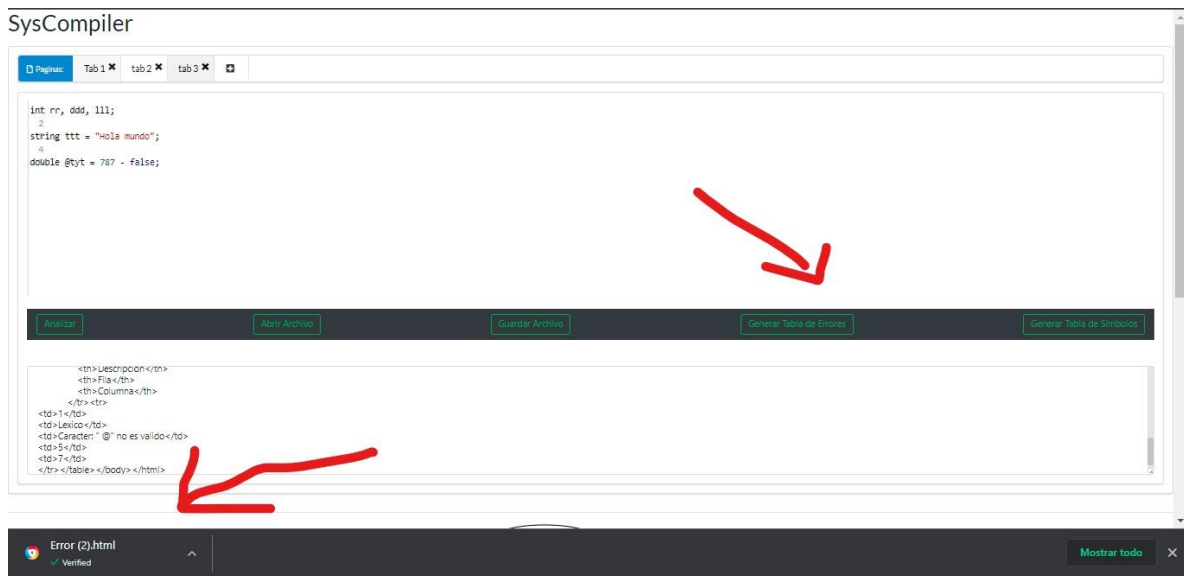 SysCompiler
Paginas: Tab 1 ✖ tab 2 ✖ tab 3 ✖
int rr, ddd, lll;
2
string ttt = "Hola mundo";
4
double @tyt = 787 - false;
Analizar Abrir Archivo Guardar Archivo Generar Tabla de Errores Generar Tabla de Simbolos
<th>Descripcion</th>
<th>Fila</th>
<th>Columna</th>
</tr><tr>
<td>1</td>
<td>Lexico</td>
<td>Caracter: " @" no es valido</td>
<td>5</td>
<td>7</td>
</tr></table></body></html>
Error (2).html
✓ Verified
Mostrar todo